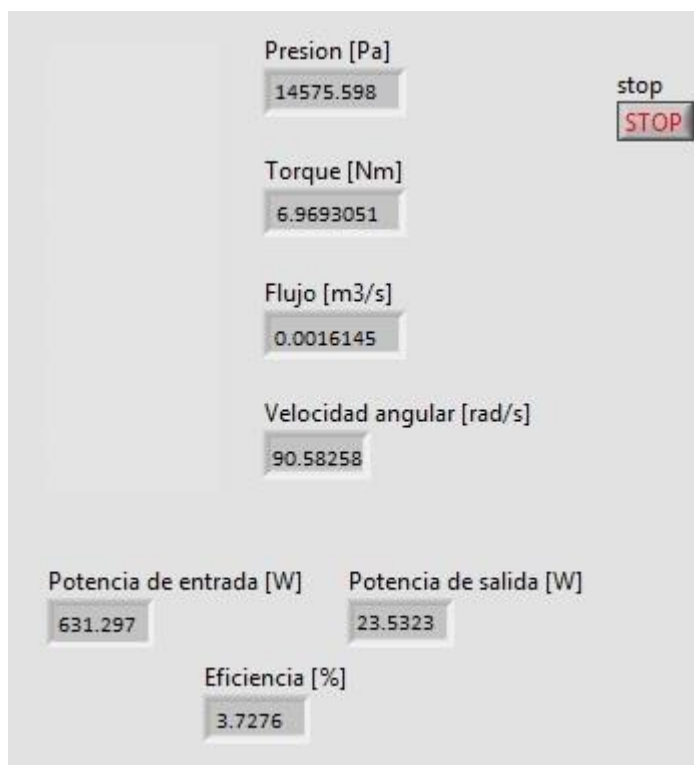 Presion [Pa]
14575.598
stop
STOP
Torque [Nm]
6.9693051
Flujo [m3/s]
0.0016145
Velocidad angular [rad/s]
90.58258
Potencia de entrada [W]
631.297
Potencia de salida [W]
23.5323
Eficiencia [%]
3.7276